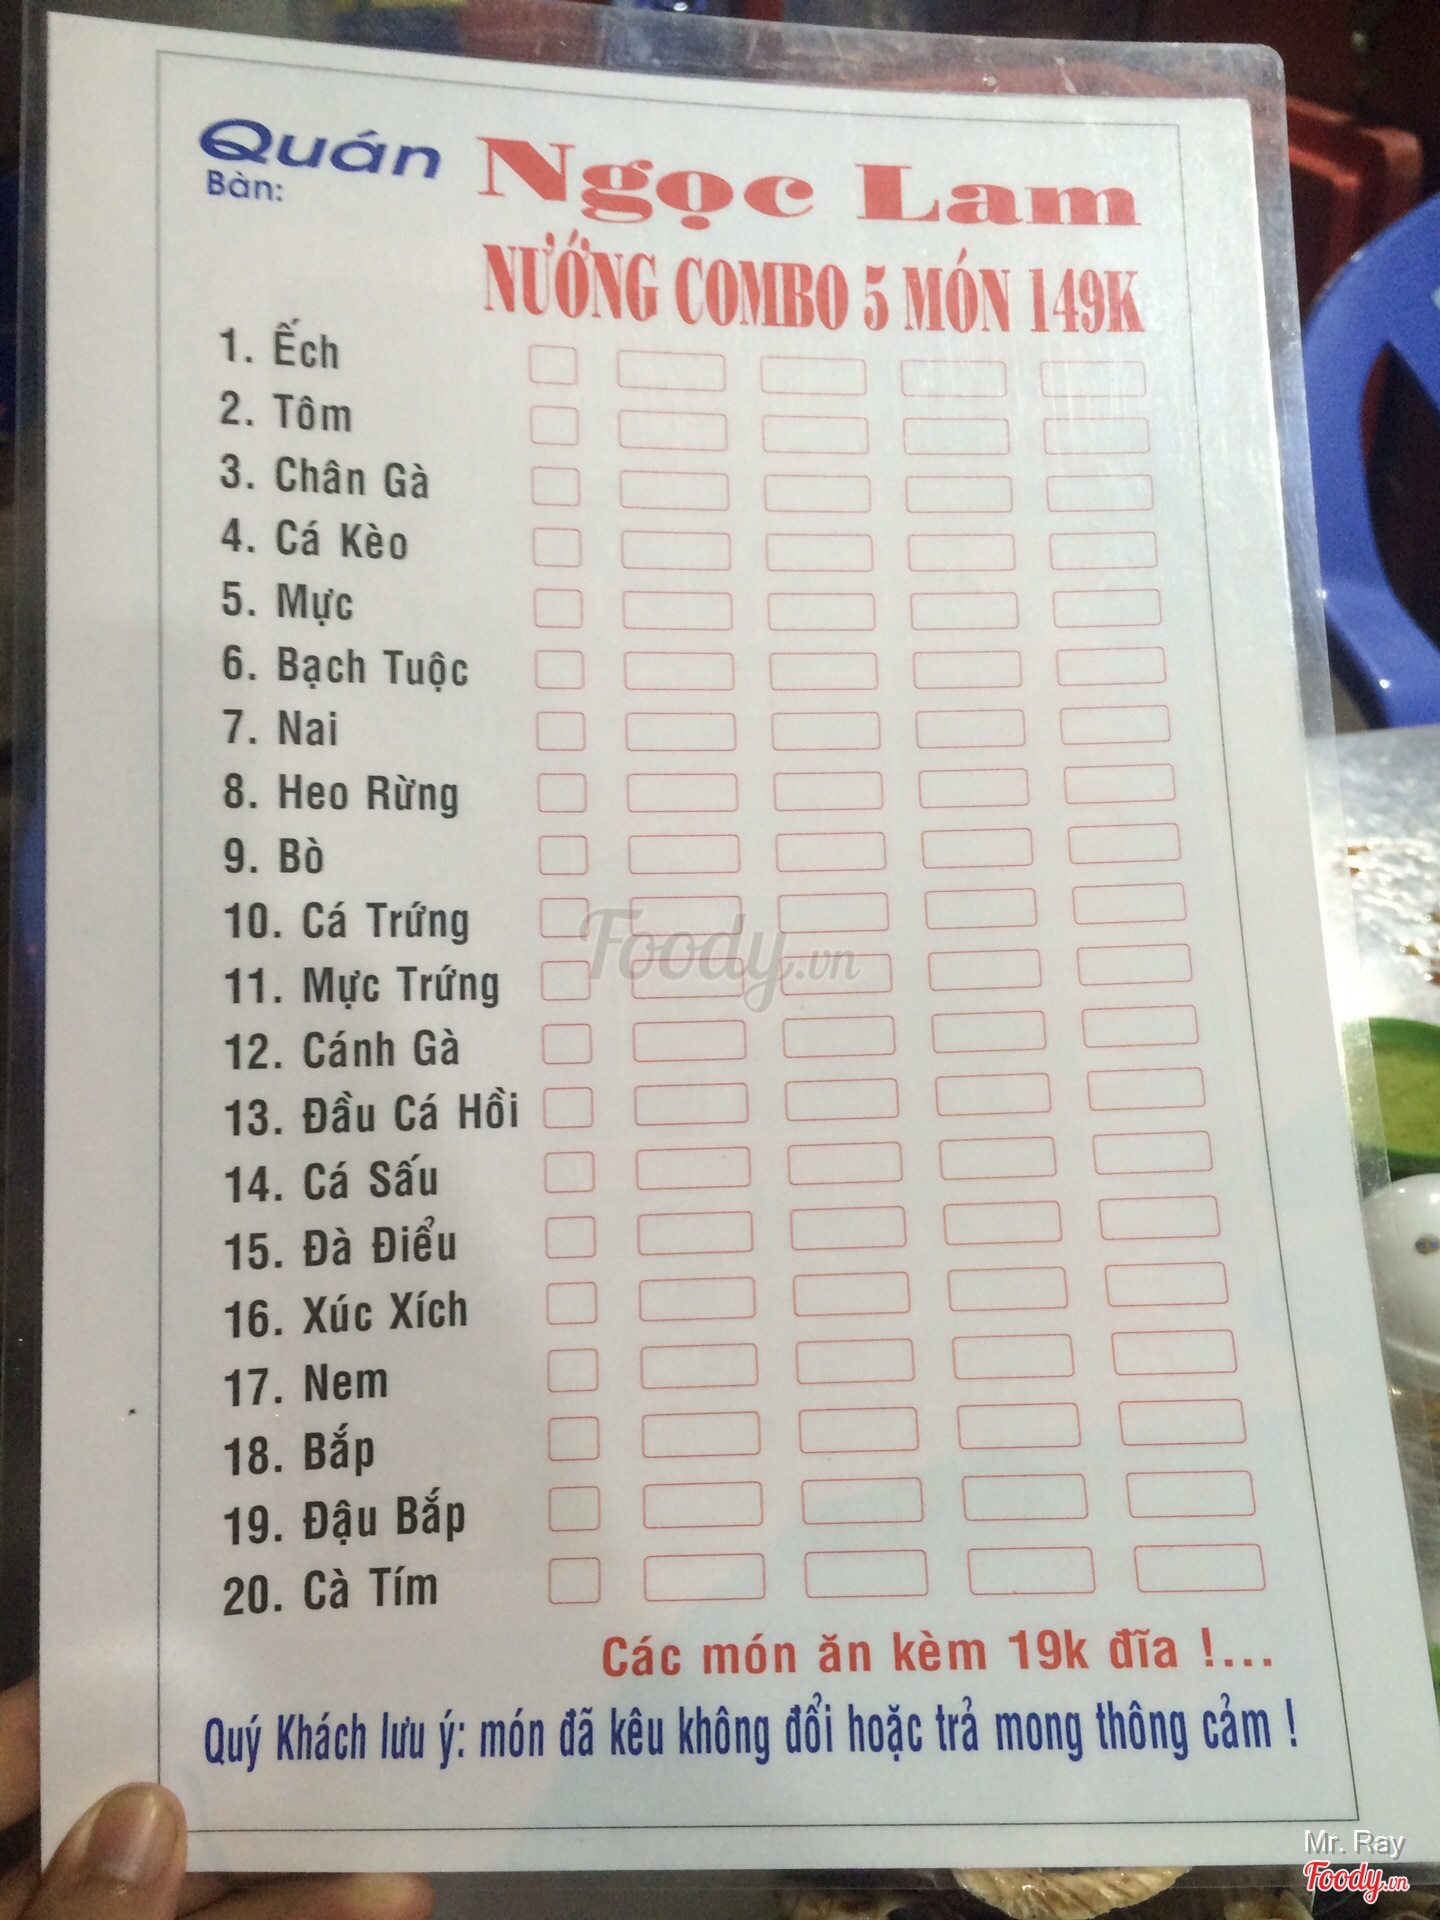 Quán Ngọc Lam
Bàn:
NƯỚNG COMBO 5 MÓN 149K
1. Ếch
2. Tôm
3. Chân Gà
4. Cá Kèo
5. Mực
6. Bạch Tuộc
7. Nai
8. Heo Rừng
9. Bò
10. Cá Trứng
11. Mực Trứng
12. Cánh Gà
13. Đầu Cá Hồi
14. Cá Sấu
15. Đà Điểu
16. Xúc Xích
17. Nem
18. Bắp
19. Đậu Bắp
20. Cà Tím
Các món ăn kèm 19k đĩa !...
Quý Khách lưu ý: món đã kêu không đổi hoặc trả mong thông cảm !
Foody.vn
Mr. Ray
Foody.vn